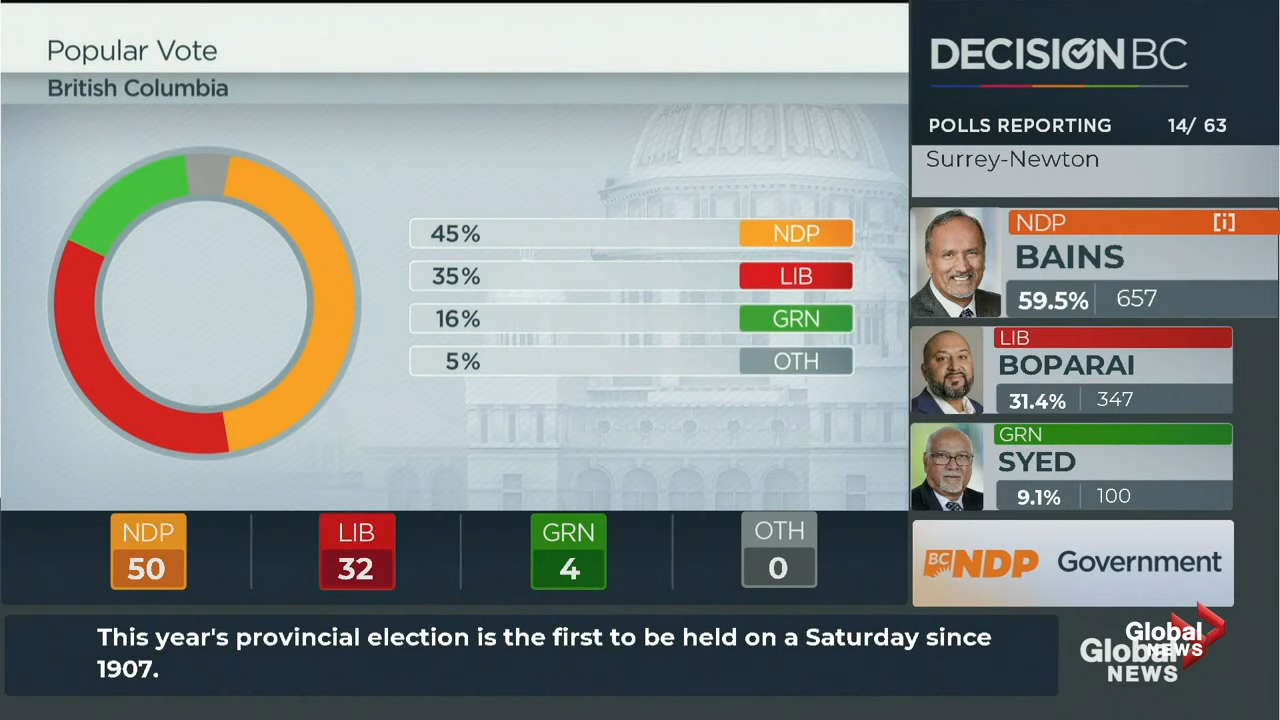 Popular Vote
British Columbia
45% NDP
35% LIB
16% GRN
5% OTH
NDP
50
LIB
32
GRN
4
OTH
0
DECISION BC
POLLS REPORTING 14/ 63
Surrey-Newton
NDP [i]
BAINS
59.5% 657
LIB
BOPARAI
31.4% 347
GRN
SYED
9.1% 100
BC NDP Government
This year's provincial election is the first to be held on a Saturday since
1907.
Global
NEWS
Global
NEWS